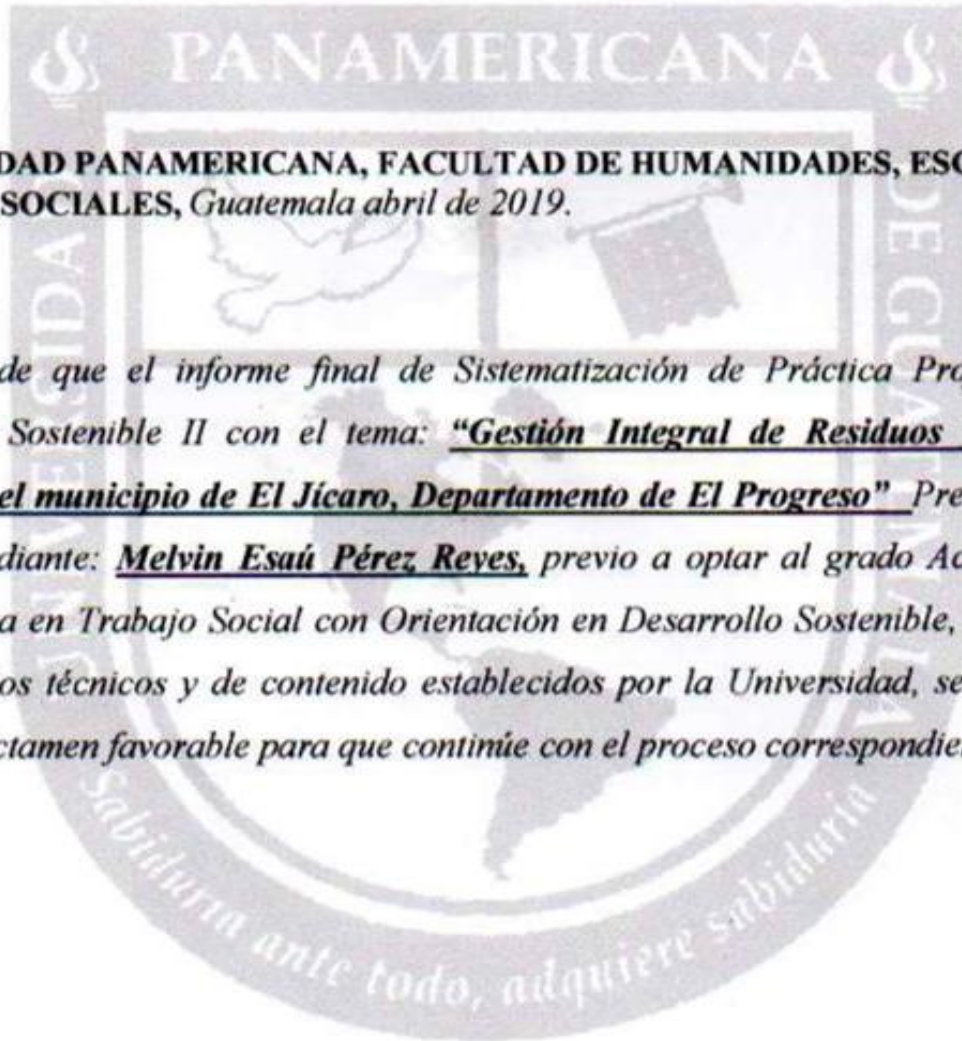 PANAMERICANA
UNIVERSIDA
DE GUATEMALA
DAD PANAMERICANA, FACULTAD DE HUMANIDADES, ESC
SOCIALES, Guatemala abril de 2019.
de que el informe final de Sistematización de Práctica Pro
Sostenible II con el tema: “Gestión Integral de Residuos
el municipio de El Jícaro, Departamento de El Progreso” Pre
diante: Melvin Esaú Pérez Reyes, previo a optar al grado Ac
a en Trabajo Social con Orientación en Desarrollo Sostenible,
os técnicos y de contenido establecidos por la Universidad, se
ctamen favorable para que continúe con el proceso correspondie
Sabiduría ante todo, adquiere sabiduría